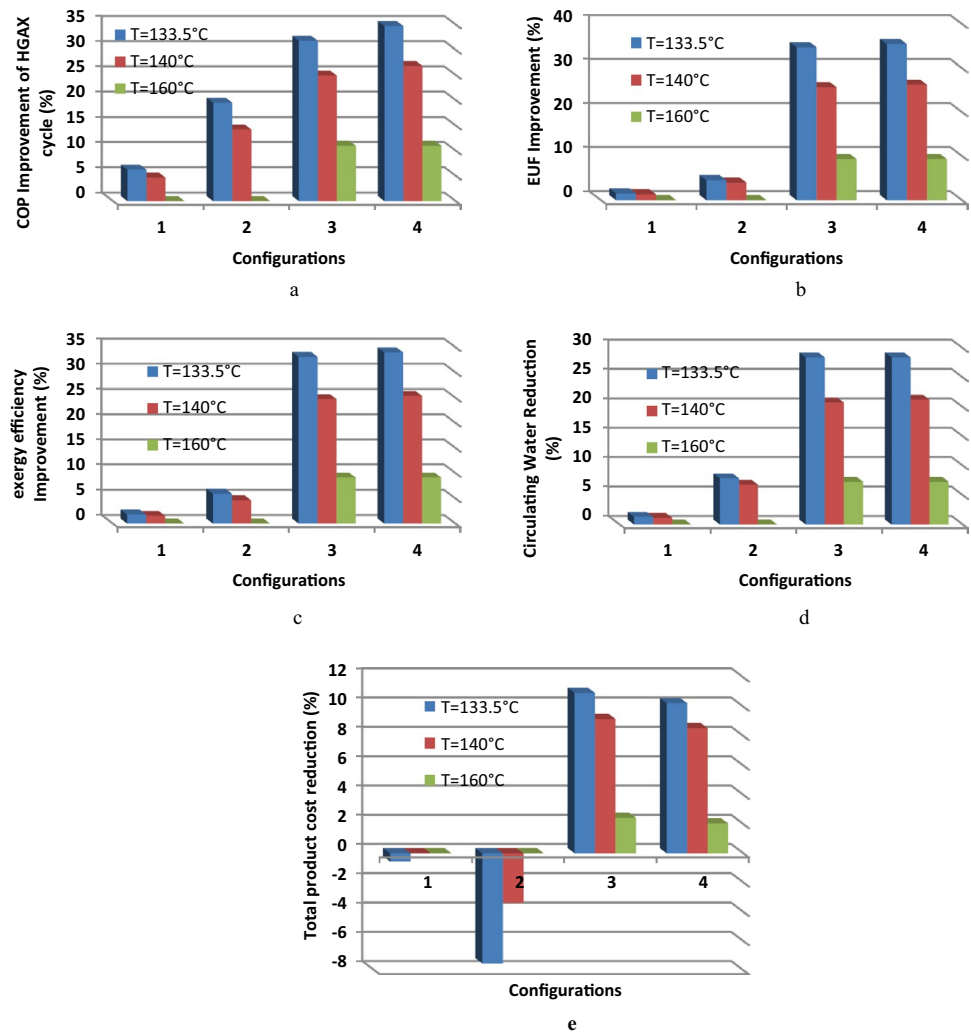 COP Improvement of HGAX
cycle (%)
35
30
25
20
15
10
5
0
T=133.5°C
T=140°C
T=160°C
1 2 3 4
Configurations
a
EUF Improvement (%)
40
30
20
10
0
T=133.5°C
T=140°C
T=160°C
1 2 3 4
Configurations
b
exergy efficiency
Improvement (%)
35
30
25
20
15
10
5
0
T=133.5°C
T=140°C
T=160°C
1 2 3 4
Configurations
c
Circulating Water Reduction
(%)
30
25
20
15
10
5
0
T=133.5°C
T=140°C
T=160°C
1 2 3 4
Configurations
d
Total product cost reduction (%)
12
10
8
6
4
2
0
-2
-4
-6
-8
T=133.5°C
T=140°C
T=160°C
1 2 3 4
Configurations
e